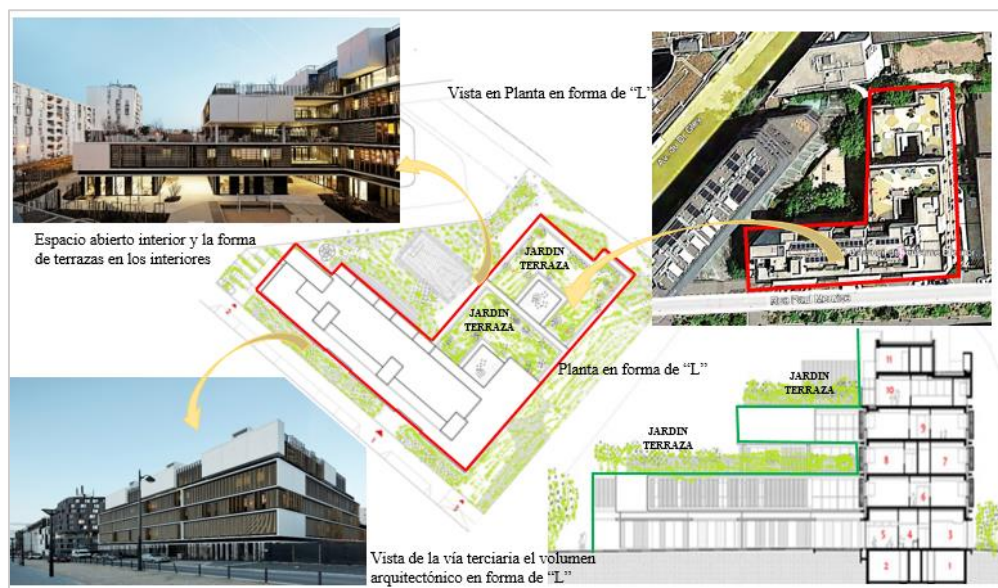 Vista en Planta en forma de “L”
Espacio abierto interior y la forma
de terrazas en los interiores
JARDIN
TERRAZA
JARDIN
TERRAZA
Planta en forma de “L”
Vista de la vía terciaria el volumen
arquitectónico en forma de “L”
JARDIN
TERRAZA
JARDIN
TERRAZA
11
10
9
8
7
6
5
4
3
2
1